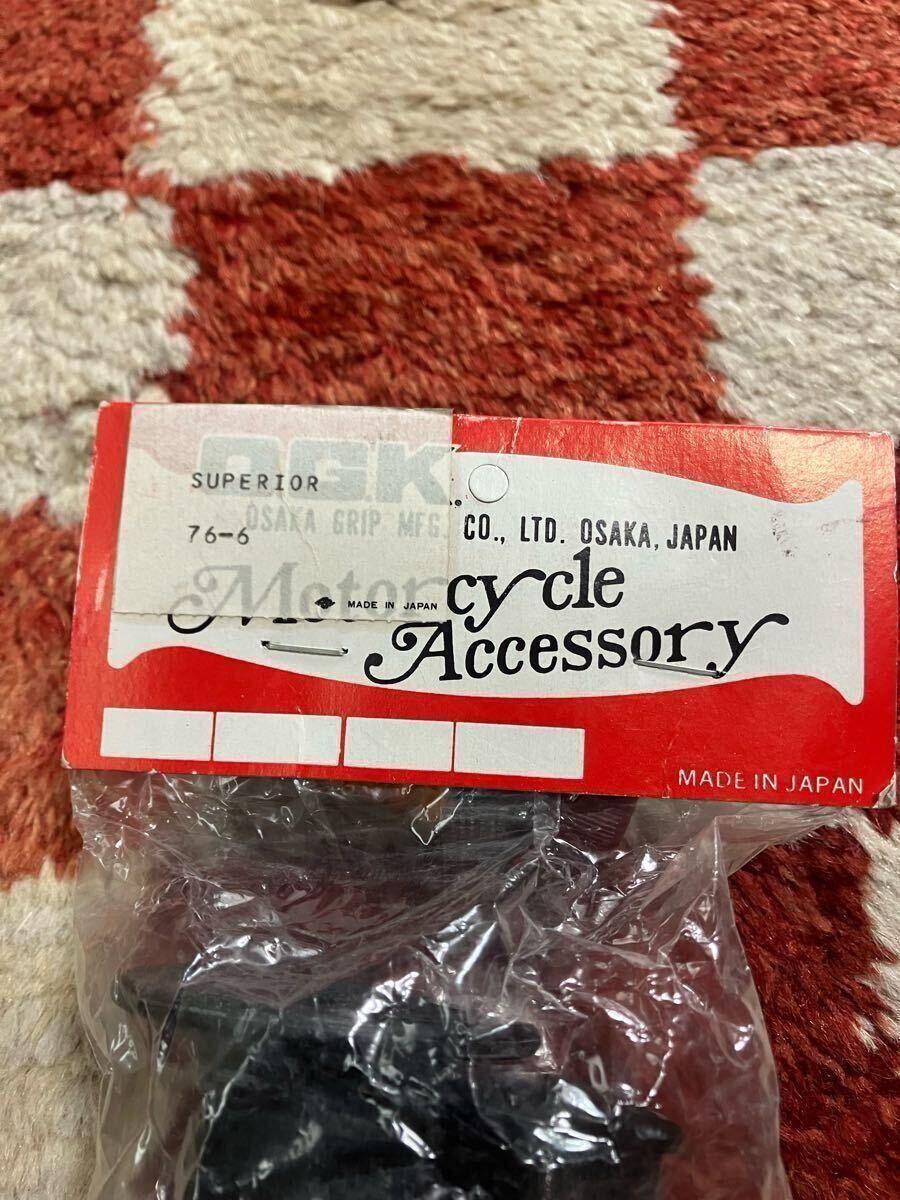 O.G.K.
SUPERIOR
OSAKA GRIP MFG. CO., LTD. OSAKA, JAPAN
76-6
Motorcycle
MADE IN JAPAN
Accessory
MADE IN JAPAN